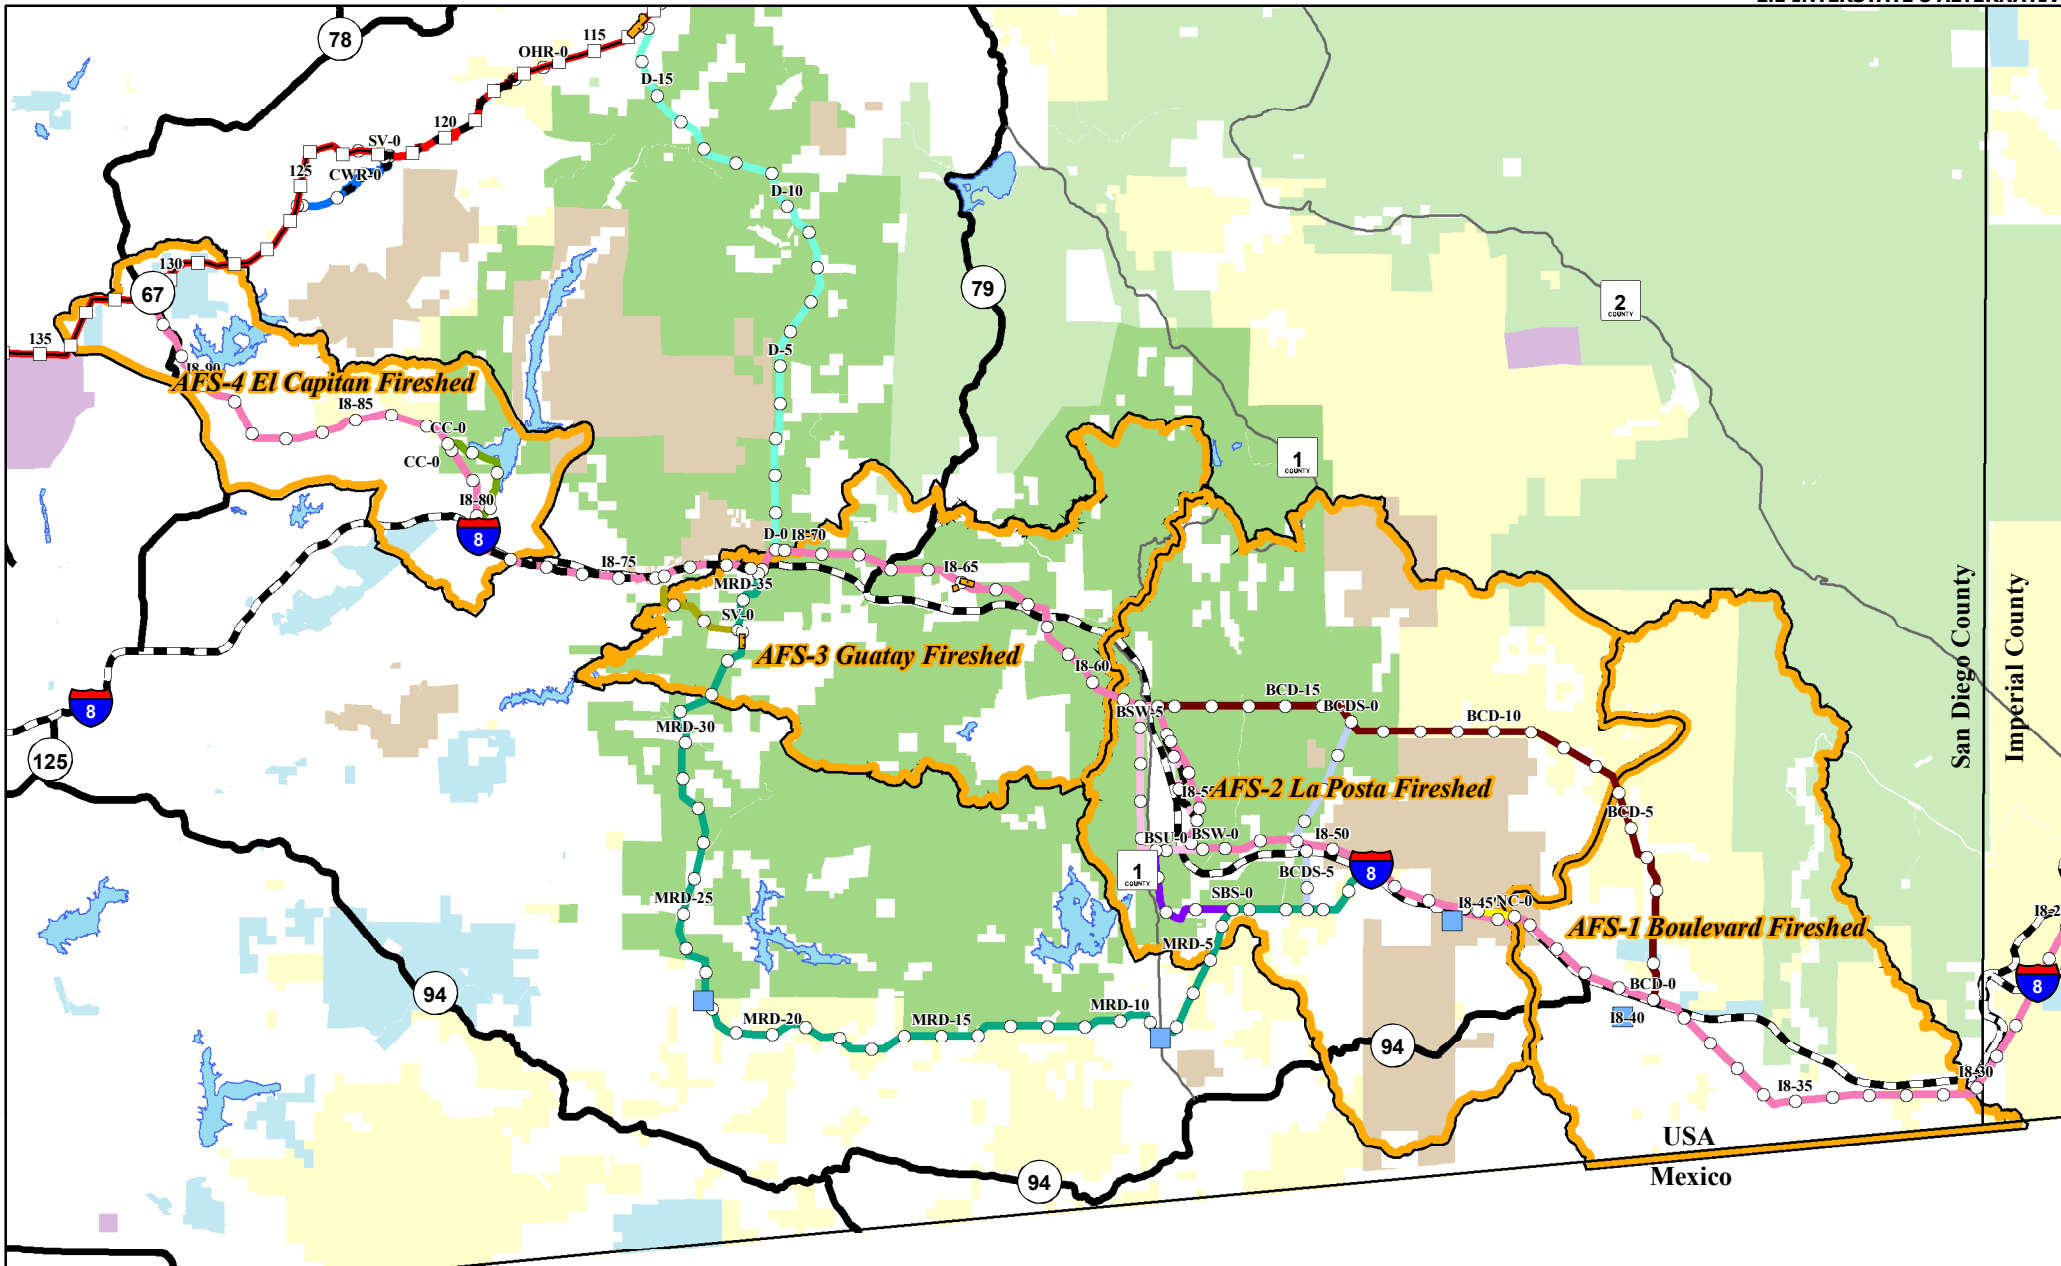 78
OHR-0
115
D-15
120
SV-0
125
CWR-0
D-10
130
67
79
2
COUNTY
135
D-5
I8-90
AFS-4 El Capitan Fireshed
I8-85
CC-0
CC-0
1
COUNTY
I8-80
8
D-0
I8-70
I8-75
I8-65
MRD-35
SV-0
AFS-3 Guatay Fireshed
I8-60
San Diego County
Imperial County
8
125
MRD-30
BSW-5
BCD-15
BCDS-0
BCD-10
AFS-2 La Posta Fireshed
BCD-5
BSU-0
BSW-0
I8-50
1
COUNTY
8
BCDS-5
MRD-25
SBS-0
I8-45
NC-0
AFS-1 Boulevard Fireshed
MRD-5
94
BCD-0
8
MRD-10
MRD-20
MRD-15
I8-40
94
I8-35
I8-30
USA
Mexico
94